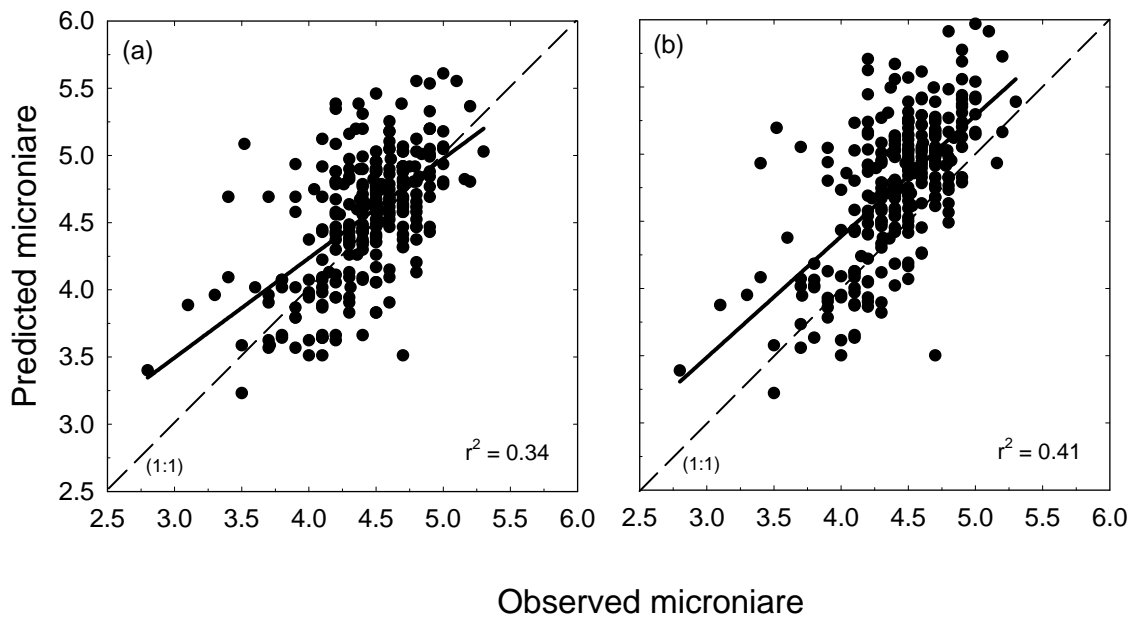 Predicted microniare
6.0
5.5
5.0
4.5
4.0
3.5
3.0
2.5
(a)
(1:1)
r² = 0.34
2.5 3.0 3.5 4.0 4.5 5.0 5.5 6.0
(b)
(1:1)
r² = 0.41
2.5 3.0 3.5 4.0 4.5 5.0 5.5 6.0
Observed microniare